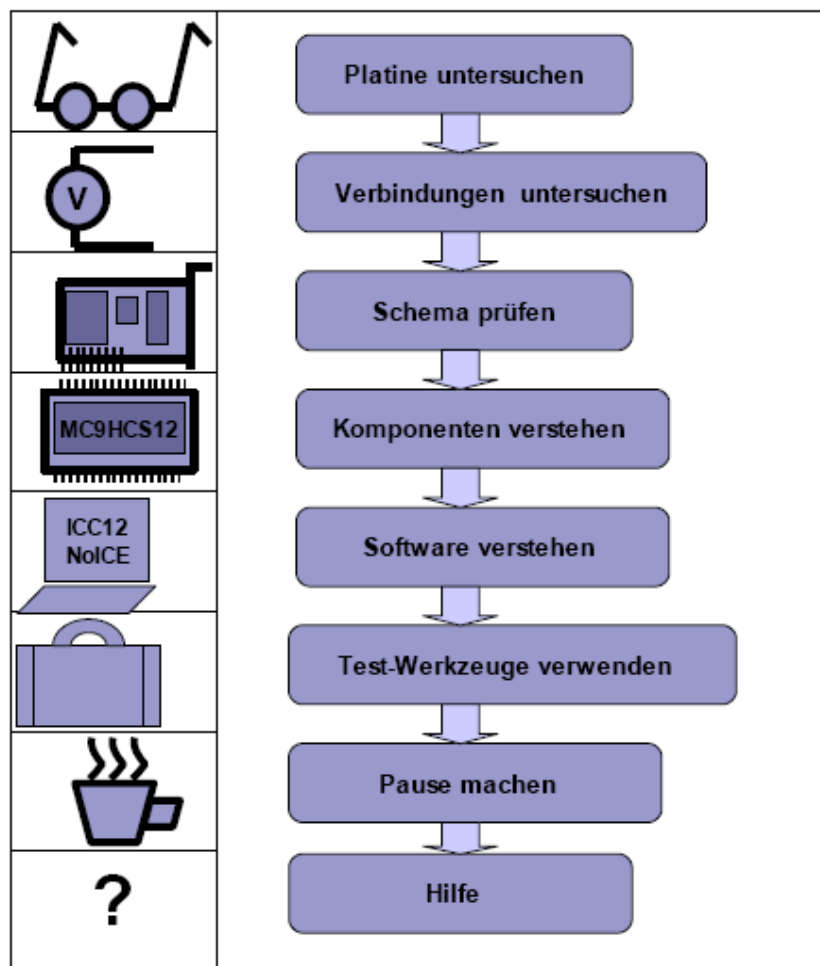 Platine untersuchen
V
Verbindungen untersuchen
Schema prüfen
MC9HCS12
Komponenten verstehen
ICC12
NoICE
Software verstehen
Test-Werkzeuge verwenden
Pause machen
?
Hilfe